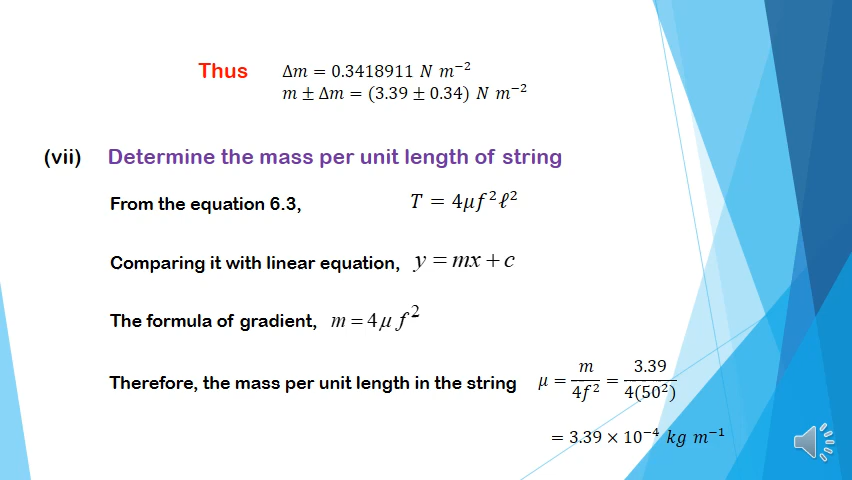 Thus Δm = 0.3418911 N m⁻²
m ± Δm = (3.39 ± 0.34) N m⁻²
(vii) Determine the mass per unit length of string
From the equation 6.3, T = 4μf²ℓ²
Comparing it with linear equation, y = mx + c
The formula of gradient, m = 4μf²
Therefore, the mass per unit length in the string μ = m/4f² = 3.39/4(50²)
= 3.39 × 10⁻⁴ kg m⁻¹